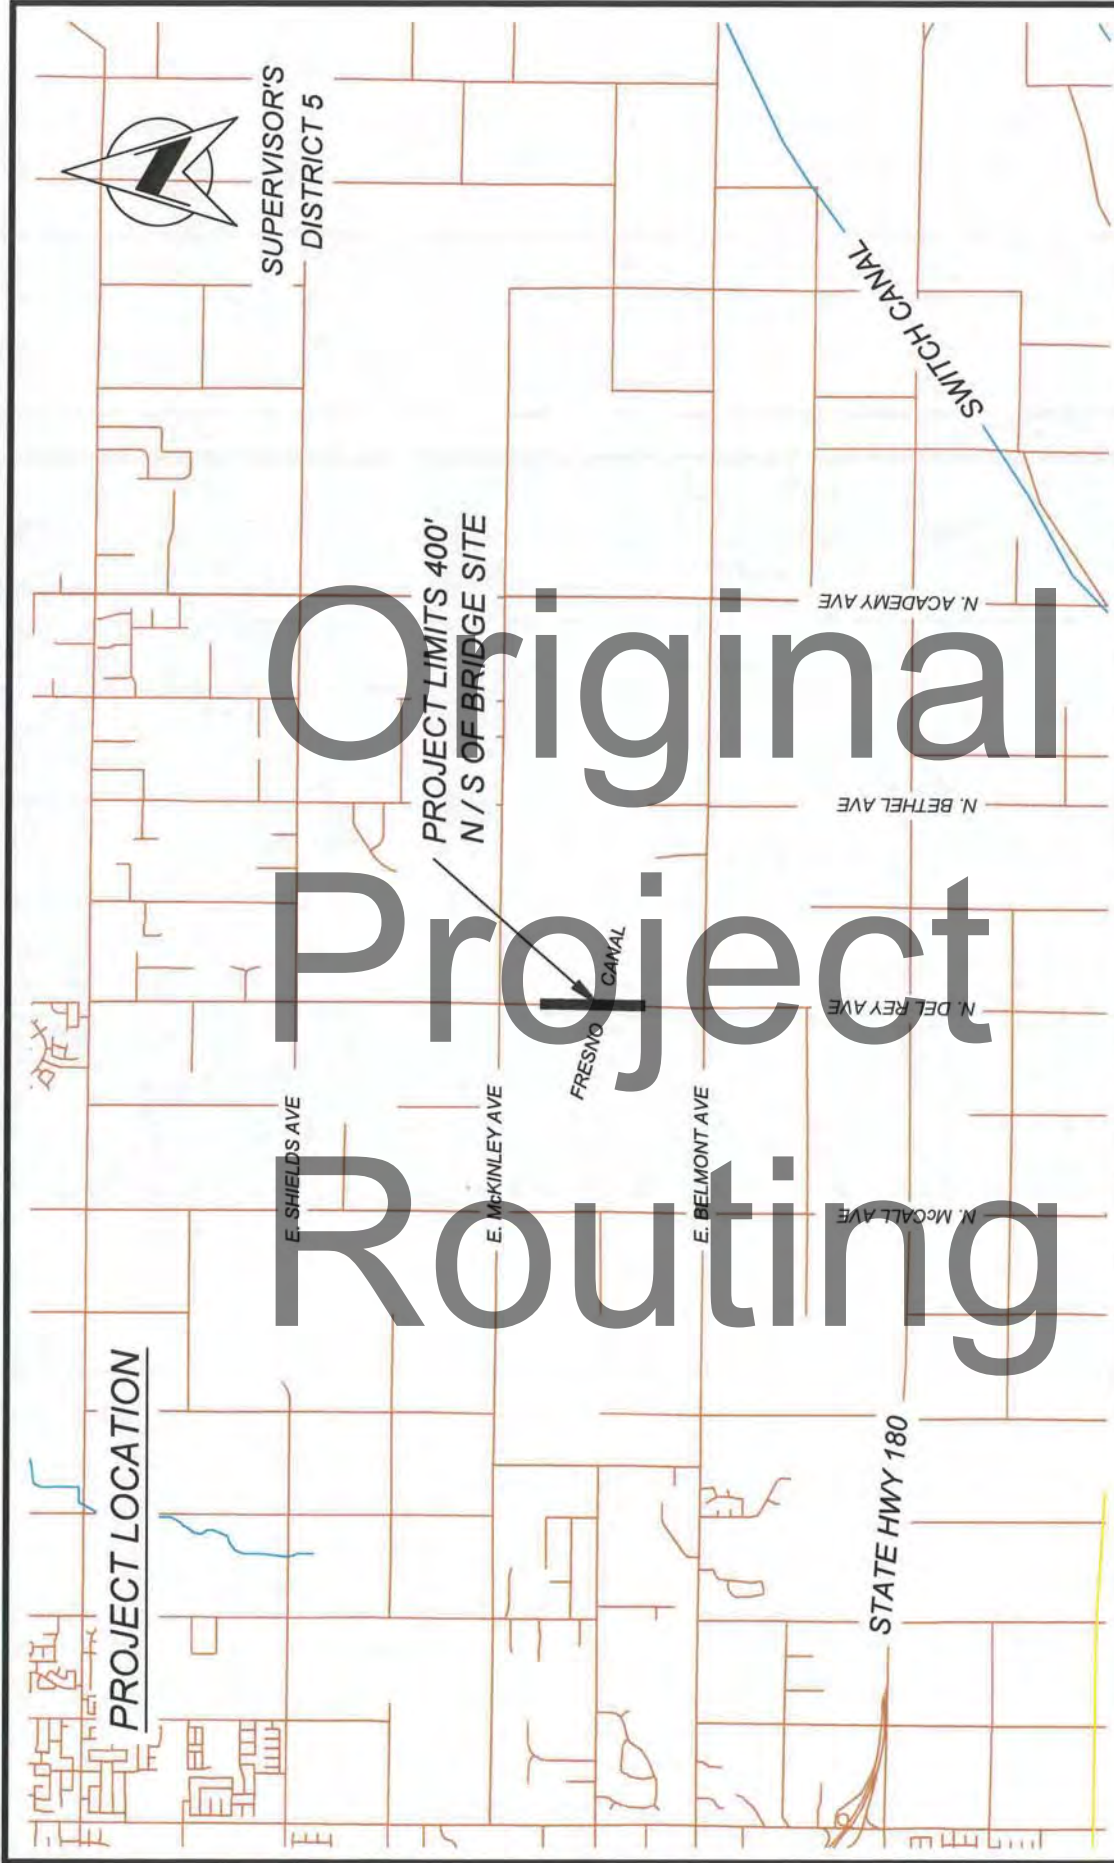 PROJECT LOCATION
SUPERVISOR'S
DISTRICT 5
PROJECT LIMITS 400'
N / S OF BRIDGE SITE
E. SHIELDS AVE
E. McKINLEY AVE
FRESNO CANAL
E. BELMONT AVE
N. McCALL AVE
N. DEL REY AVE
N. BETHEL AVE
N. ACADEMY AVE
SWITCH CANAL
STATE HWY 180
Original
Project
Routing